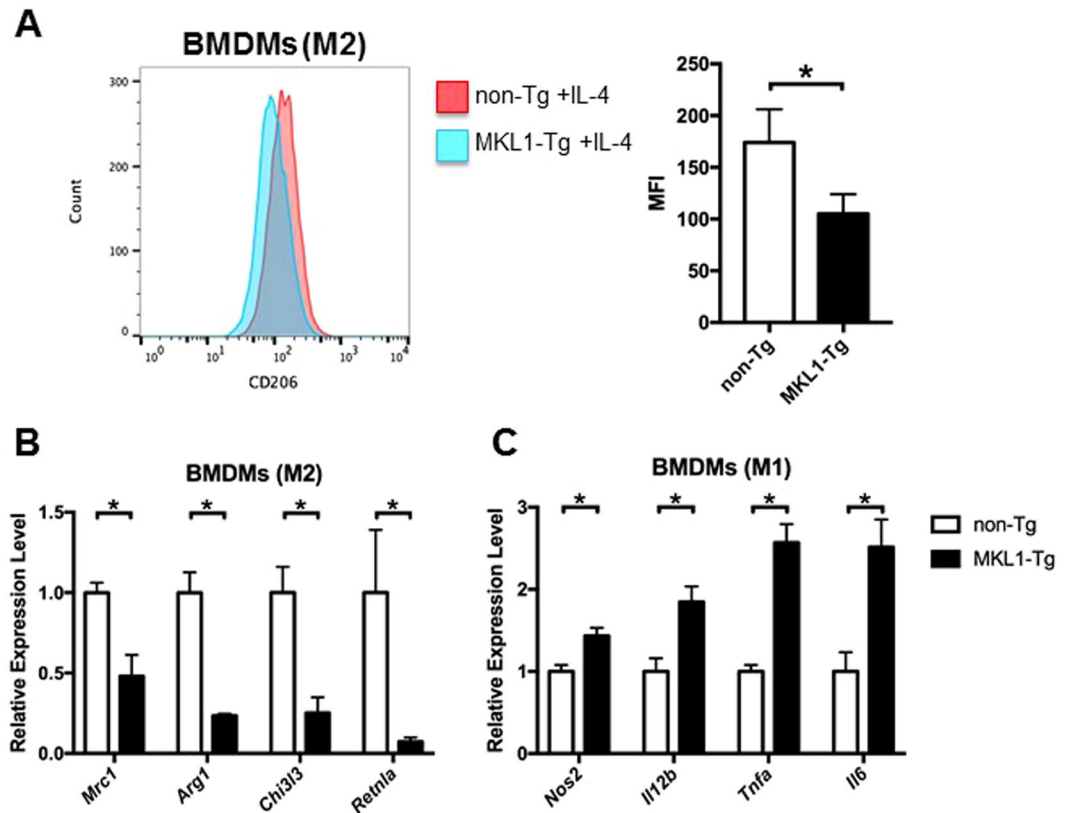 A
BMDMs (M2)
300
200
100
0
Count
10^0 10^1 10^2 10^3 10^4
CD206
non-Tg +IL-4
MKL1-Tg +IL-4
250
200
150
100
50
0
MFI
*
non-Tg
MKL1-Tg
B
BMDMs (M2)
Relative Expression Level
1.5
1.0
0.5
0.0
* * * *
Mrc1
Arg1
Chi3l3
Retnla
C
BMDMs (M1)
Relative Expression Level
3
2
1
0
* * * *
Nos2
Il12b
Tnfa
Il6
non-Tg
MKL1-Tg